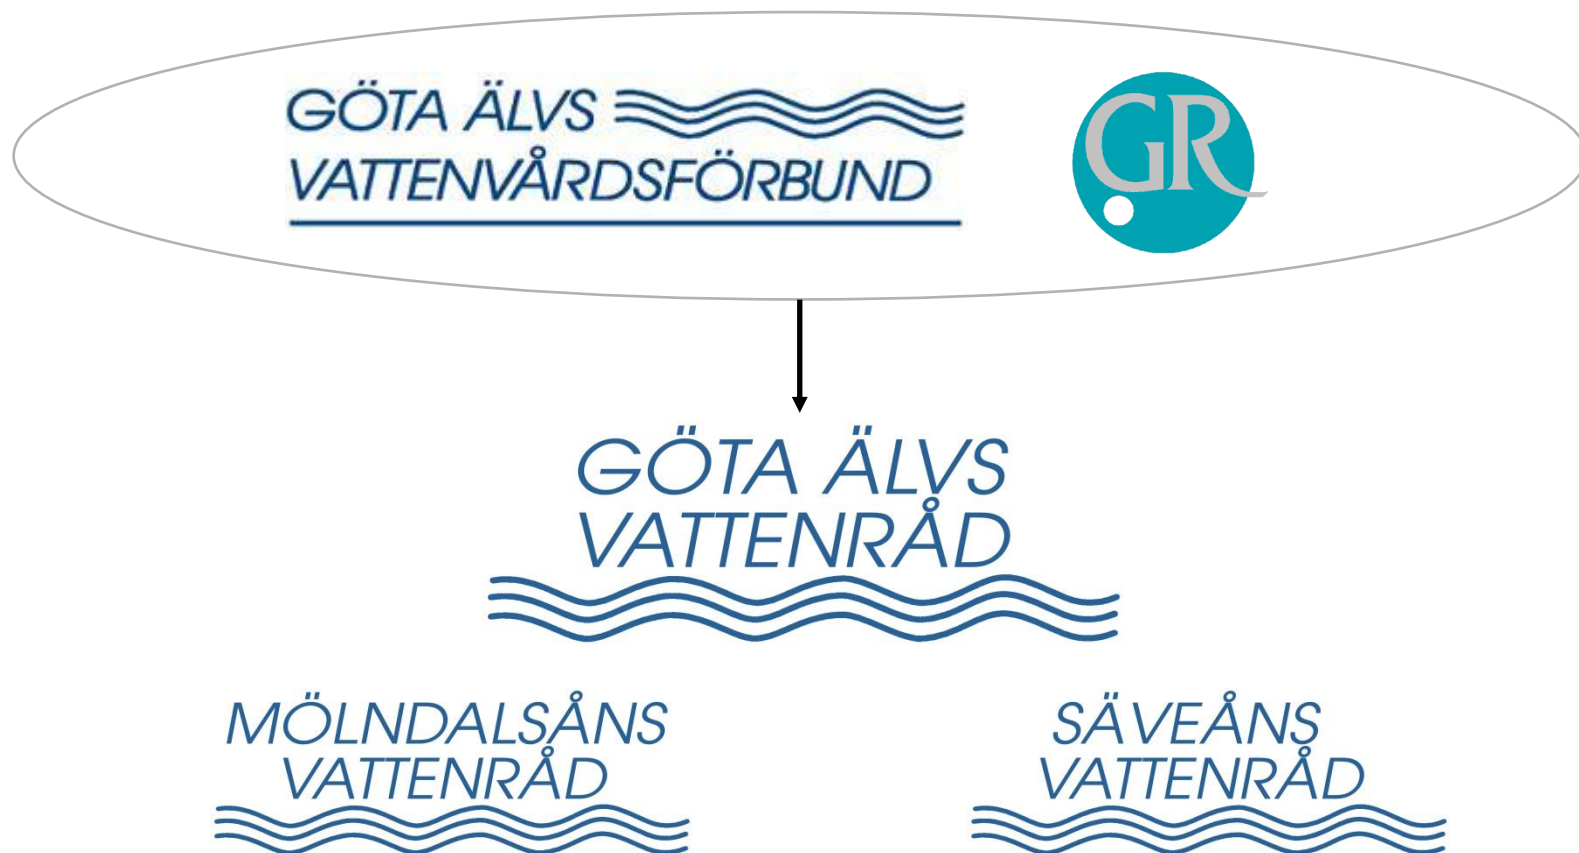 GÖTA ÄLVS
VATTENVÅRDSFÖRBUND
GR
GÖTA ÄLVS
VATTENRÅD
MÖLNDALSÅNS
VATTENRÅD
SÄVEÅNS
VATTENRÅD